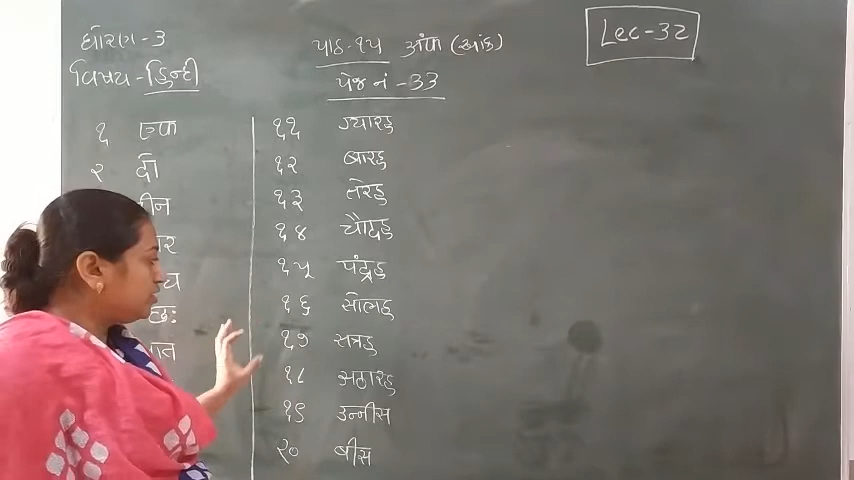 ધોરણ-3
વિષય-હિન્દી
પાઠ-૧૫ अंक (અંક)
પેજ નં -33
Lec-32
१ एक
२ दो
तीन
चार
पाँच
छः
सात
११ ग्यारह
१२ बारह
१३ तेरह
१४ चौदह
१५ पंद्रह
१६ सोलह
१७ सत्रह
१८ अठारह
१९ उन्नीस
२० बीस